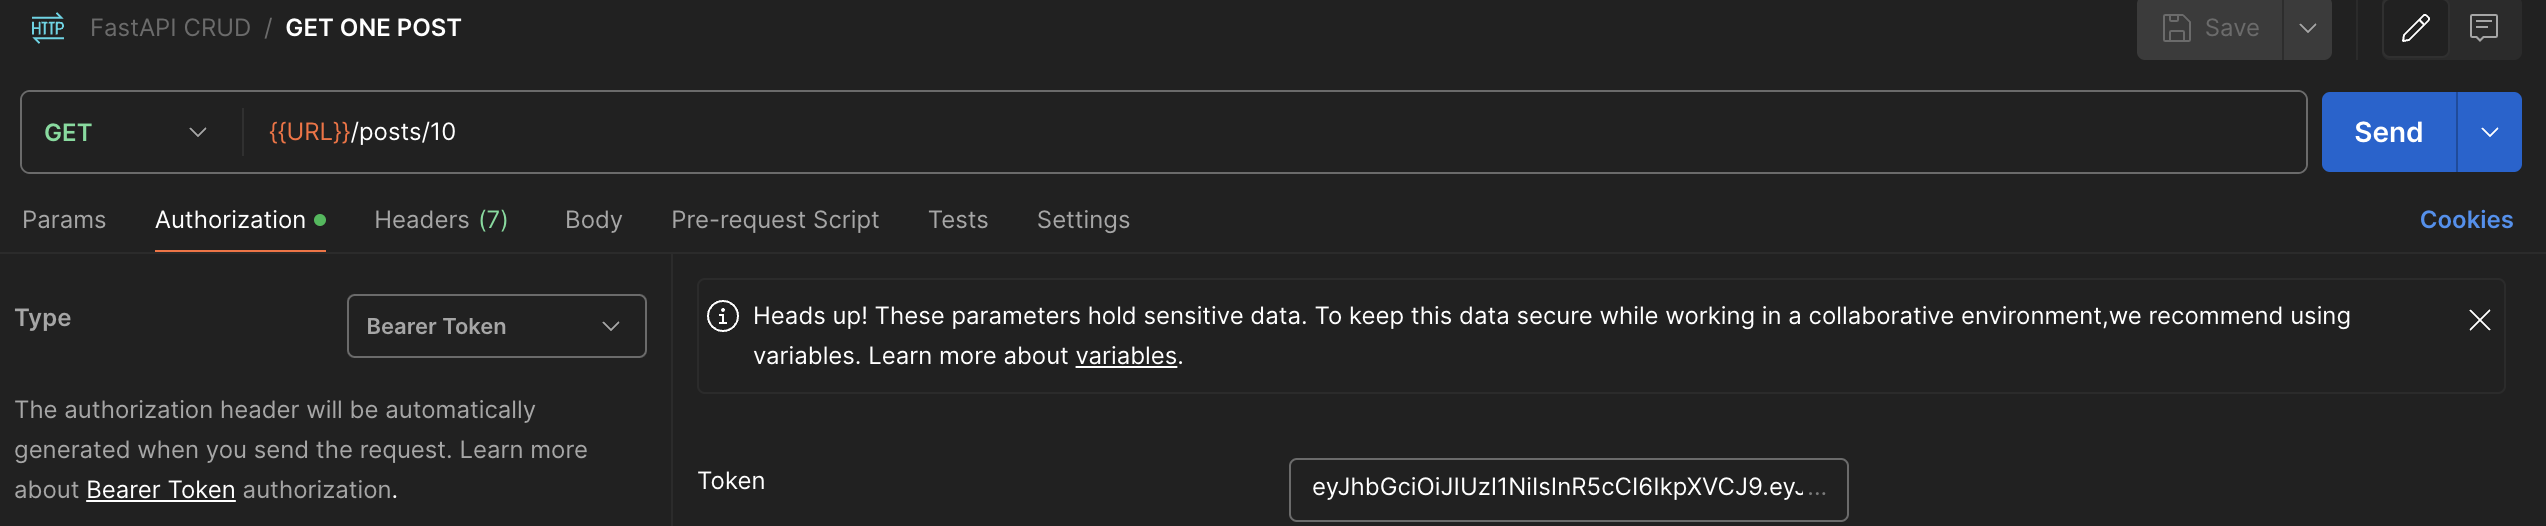 HTTP FastAPI CRUD / GET ONE POST Save
GET {{URL}}/posts/10 Send
Params Authorization Headers (7) Body Pre-request Script Tests Settings Cookies
Type Bearer Token
The authorization header will be automatically
generated when you send the request. Learn more
about Bearer Token authorization.
Heads up! These parameters hold sensitive data. To keep this data secure while working in a collaborative environment,we recommend using
variables. Learn more about variables.
Token eyJhbGciOiJIUzI1NiIsInR5cCI6IkpXVCJ9.eyJ...